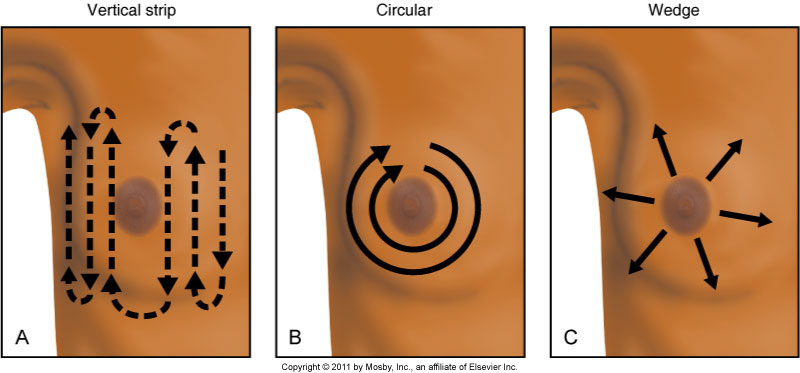 Vertical strip
Circular
Wedge
A
B
C
Copyright © 2011 by Mosby, Inc., an affiliate of Elsevier Inc.